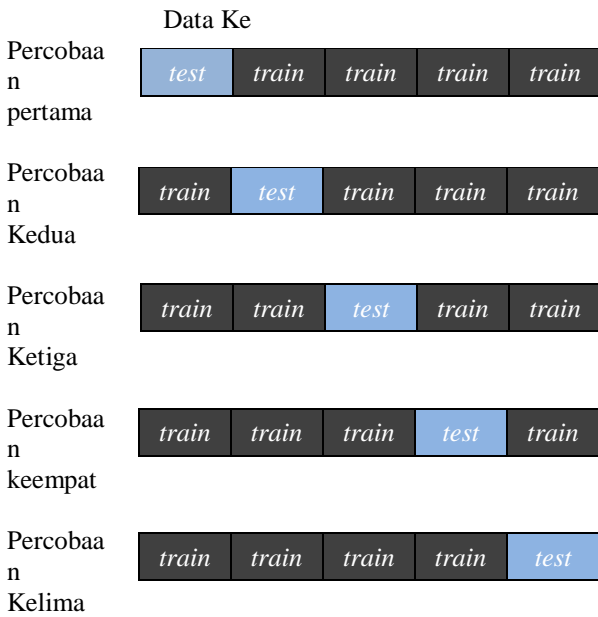 Data Ke
Percobaa
n
pertama
test train train train train
Percobaa
n
Kedua
train test train train train
Percobaa
n
Ketiga
train train test train train
Percobaa
n
keempat
train train train test train
Percobaa
n
Kelima
train train train train test